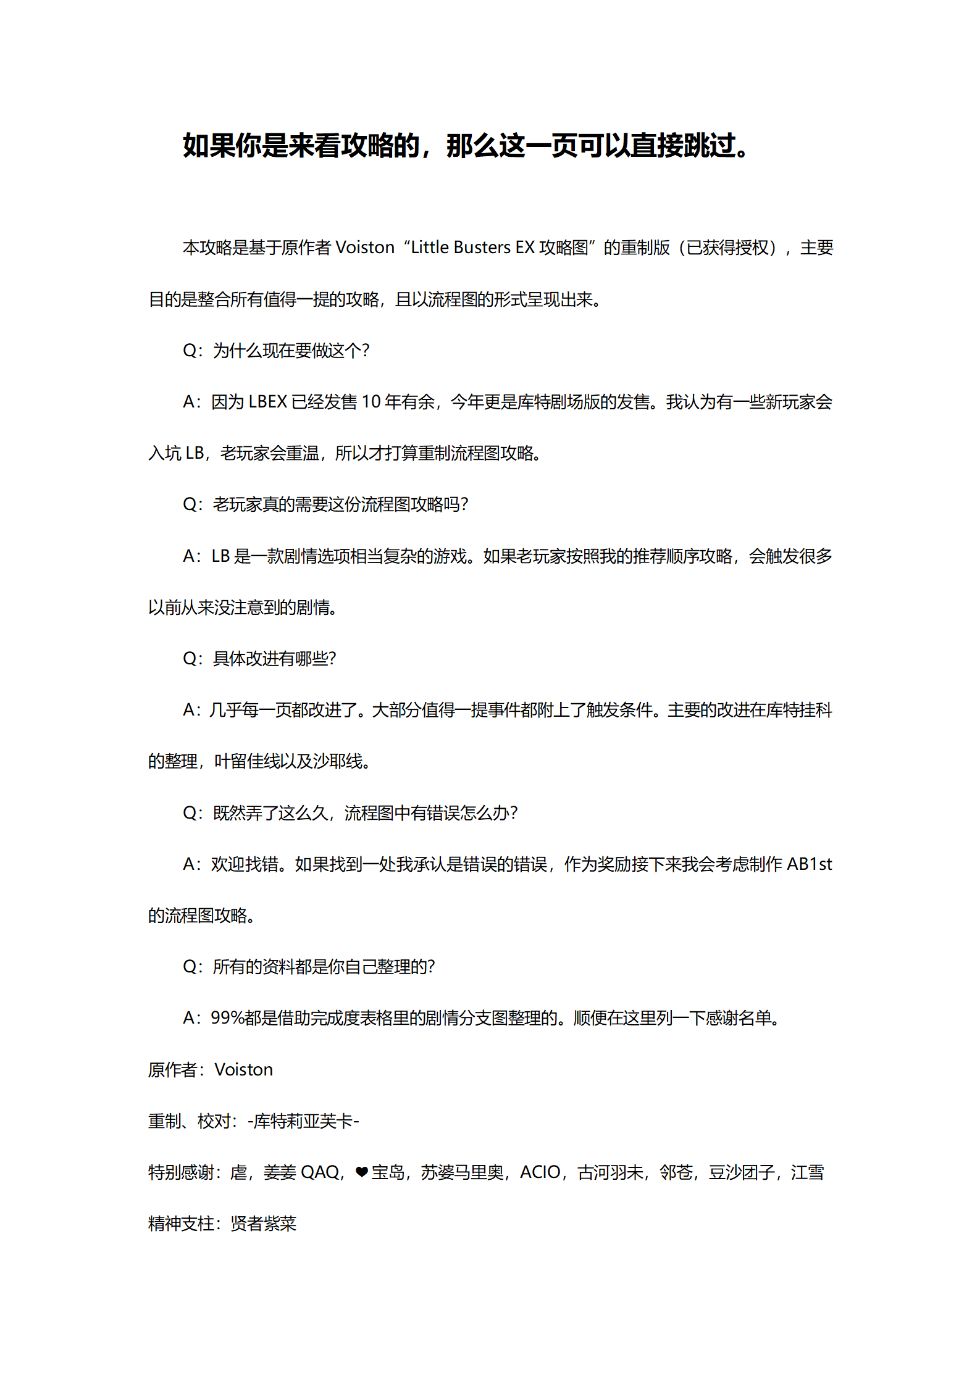 如果你是来看攻略的，那么这一页可以直接跳过。
本攻略是基于原作者 Voiston“Little Busters EX 攻略图”的重制版（已获得授权），主要
目的是整合所有值得一提的攻略，且以流程图的形式呈现出来。
Q：为什么现在要做这个？
A：因为 LBEX 已经发售 10 年有余，今年更是库特剧场版的发售。我认为有一些新玩家会
入坑 LB，老玩家会重温，所以才打算重制流程图攻略。
Q：老玩家真的需要这份流程图攻略吗？
A：LB 是一款剧情选项相当复杂的游戏。如果老玩家按照我的推荐顺序攻略，会触发很多
以前从来没注意到的剧情。
Q：具体改进有哪些？
A：几乎每一页都改进了。大部分值得一提事件都附上了触发条件。主要的改进在库特挂科
的整理，叶留佳线以及沙耶线。
Q：既然弄了这么久，流程图中有错误怎么办？
A：欢迎找错。如果找到一处我承认是错误的错误，作为奖励接下来我会考虑制作 AB1st
的流程图攻略。
Q：所有的资料都是你自己整理的？
A：99%都是借助完成度表格里的剧情分支图整理的。顺便在这里列一下感谢名单。
原作者：Voiston
重制、校对：-库特莉亚芙卡-
特别感谢：虐，姜姜 QAQ，❤宝岛，苏婆马里奥，ACIO，古河羽未，邻苍，豆沙团子，江雪
精神支柱：贤者紫菜